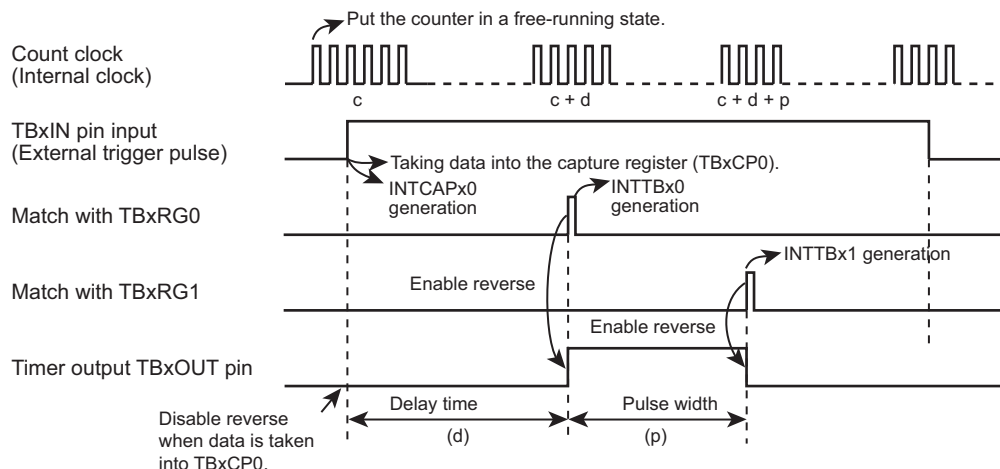 Put the counter in a free-running state.
Count clock
(Internal clock)
c
c + d
c + d + p
TBxIN pin input
(External trigger pulse)
Taking data into the capture register (TBxCP0).
INTCAPx0
generation
INTTBx0
generation
Match with TBxRG0
INTTBx1 generation
Enable reverse
Match with TBxRG1
Enable reverse
Timer output TBxOUT pin
Disable reverse
when data is taken
into TBxCP0.
Delay time
(d)
Pulse width
(p)